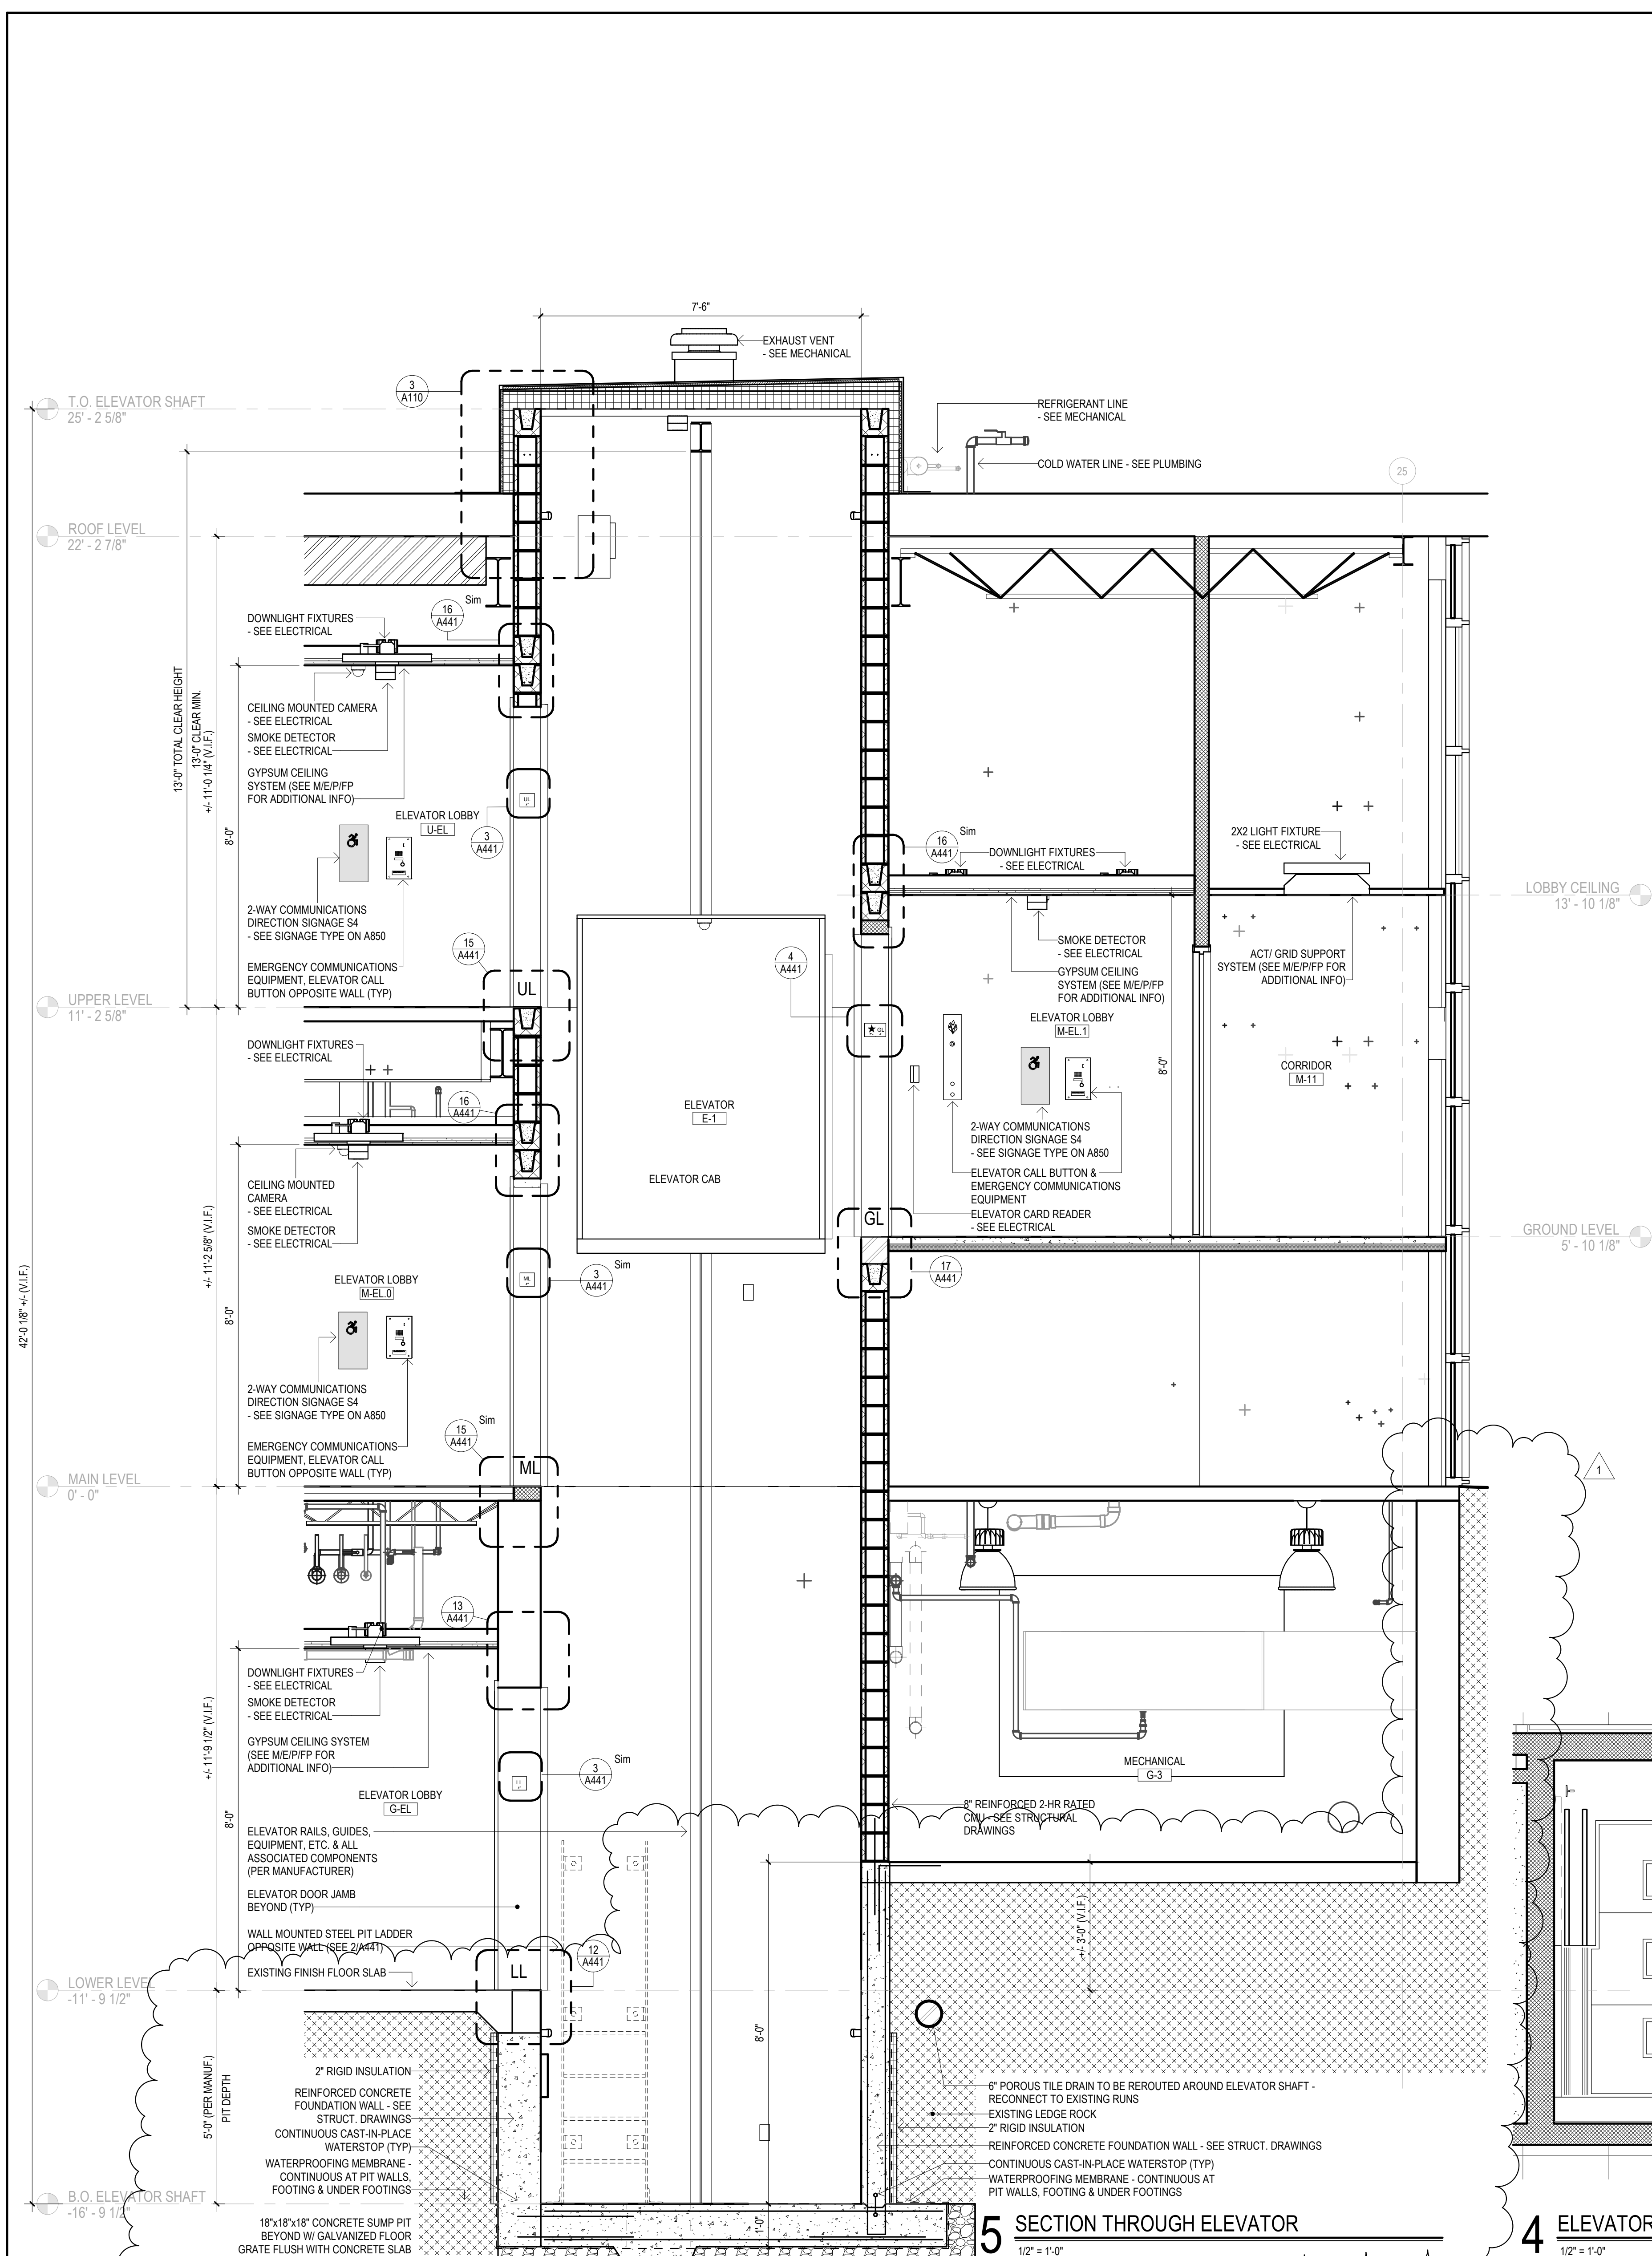 7'-6"
EXHAUST VENT
- SEE MECHANICAL
3
A110
T.O. ELEVATOR SHAFT
25' - 2 5/8"
REFRIGERANT LINE
- SEE MECHANICAL
COLD WATER LINE - SEE PLUMBING
25
ROOF LEVEL
22' - 2 7/8"
16
A441
Sim
DOWNLIGHT FIXTURES
- SEE ELECTRICAL
13'-0" TOTAL CLEAR HEIGHT
13'-0" CLEAR MIN.
+/- 11'-0 1/4" (V.I.F.)
8'-0"
CEILING MOUNTED CAMERA
- SEE ELECTRICAL
SMOKE DETECTOR
- SEE ELECTRICAL
GYPSUM CEILING
SYSTEM (SEE M/E/P/FP
FOR ADDITIONAL INFO)
ELEVATOR LOBBY
U-EL
UL
3
A441
2-WAY COMMUNICATIONS
DIRECTION SIGNAGE S4
- SEE SIGNAGE TYPE ON A850
EMERGENCY COMMUNICATIONS
EQUIPMENT, ELEVATOR CALL
BUTTON OPPOSITE WALL (TYP)
15
A441
UL
UPPER LEVEL
11' - 2 5/8"
16
A441
Sim
DOWNLIGHT FIXTURES
- SEE ELECTRICAL
2X2 LIGHT FIXTURE
- SEE ELECTRICAL
LOBBY CEILING
13' - 10 1/8"
4
A441
GL
SMOKE DETECTOR
- SEE ELECTRICAL
GYPSUM CEILING
SYSTEM (SEE M/E/P/FP
FOR ADDITIONAL INFO)
ELEVATOR LOBBY
M-EL.1
ACT/ GRID SUPPORT
SYSTEM (SEE M/E/P/FP FOR
ADDITIONAL INFO)
8'-0"
CORRIDOR
M-11
2-WAY COMMUNICATIONS
DIRECTION SIGNAGE S4
- SEE SIGNAGE TYPE ON A850
ELEVATOR CALL BUTTON &
EMERGENCY COMMUNICATIONS
EQUIPMENT
ELEVATOR CARD READER
- SEE ELECTRICAL
GL
17
A441
GROUND LEVEL
5' - 10 1/8"
ELEVATOR
E-1
ELEVATOR CAB
DOWNLIGHT FIXTURES
- SEE ELECTRICAL
16
A441
CEILING MOUNTED
CAMERA
- SEE ELECTRICAL
SMOKE DETECTOR
- SEE ELECTRICAL
+/- 11'-2 5/8" (V.I.F.)
8'-0"
42'-0 1/8" +/- (V.I.F.)
ELEVATOR LOBBY
M-EL.0
ML
3
A441
Sim
2-WAY COMMUNICATIONS
DIRECTION SIGNAGE S4
- SEE SIGNAGE TYPE ON A850
EMERGENCY COMMUNICATIONS
EQUIPMENT, ELEVATOR CALL
BUTTON OPPOSITE WALL (TYP)
15
A441
Sim
ML
MAIN LEVEL
0' - 0"
1
13
A441
DOWNLIGHT FIXTURES
- SEE ELECTRICAL
SMOKE DETECTOR
- SEE ELECTRICAL
GYPSUM CEILING SYSTEM
(SEE M/E/P/FP FOR
ADDITIONAL INFO)
+/- 11'-9 1/2" (V.I.F.)
8'-0"
LL
3
A441
Sim
ELEVATOR LOBBY
G-EL
MECHANICAL
G-3
8" REINFORCED 2-HR RATED
CMU - SEE STRUCTURAL
DRAWINGS
ELEVATOR RAILS, GUIDES,
EQUIPMENT, ETC. & ALL
ASSOCIATED COMPONENTS
(PER MANUFACTURER)
ELEVATOR DOOR JAMB
BEYOND (TYP)
WALL MOUNTED STEEL PIT LADDER
OPPOSITE WALL (SEE 2/A441)
EXISTING FINISH FLOOR SLAB
12
A441
LL
+/- 3'-0" (V.I.F.)
LOWER LEVEL
-11' - 9 1/2"
8'-0"
5'-0" (PER MANUF.)
PIT DEPTH
2" RIGID INSULATION
REINFORCED CONCRETE
FOUNDATION WALL - SEE
STRUCT. DRAWINGS
CONTINUOUS CAST-IN-PLACE
WATERSTOP (TYP)
WATERPROOFING MEMBRANE -
CONTINUOUS AT PIT WALLS,
FOOTING & UNDER FOOTINGS
6" POROUS TILE DRAIN TO BE REROUTED AROUND ELEVATOR SHAFT -
RECONNECT TO EXISTING RUNS
EXISTING LEDGE ROCK
2" RIGID INSULATION
REINFORCED CONCRETE FOUNDATION WALL - SEE STRUCT. DRAWINGS
CONTINUOUS CAST-IN-PLACE WATERSTOP (TYP)
WATERPROOFING MEMBRANE - CONTINUOUS AT
PIT WALLS, FOOTING & UNDER FOOTINGS
B.O. ELEVATOR SHAFT
-16' - 9 1/2"
18"x18"x18" CONCRETE SUMP PIT
BEYOND W/ GALVANIZED FLOOR
GRATE FLUSH WITH CONCRETE SLAB
1'-0"
5 SECTION THROUGH ELEVATOR
1/2" = 1'-0"
4 ELEVATOR
1/2" = 1'-0"